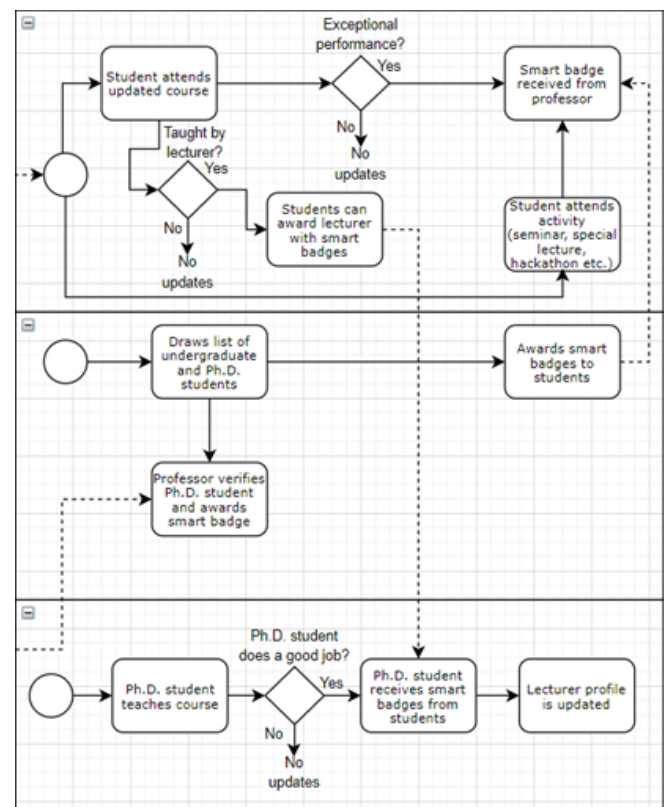 Exceptional
performance?
Yes
No
No
updates
Student attends
updated course
Smart badge
received from
professor
Taught by
lecturer?
Yes
No
No
updates
Students can
award lecturer
with smart
badges
Student attends
activity
(seminar, special
lecture,
hackathon etc.)
Draws list of
undergraduate
and Ph.D.
students
Awards smart
badges to
students
Professor verifies
Ph.D. student
and awards
smart badge
Ph.D. student
does a good job?
Yes
No
No
updates
Ph.D. student
teaches course
Ph.D. student
receives smart
badges from
students
Lecturer profile
is updated